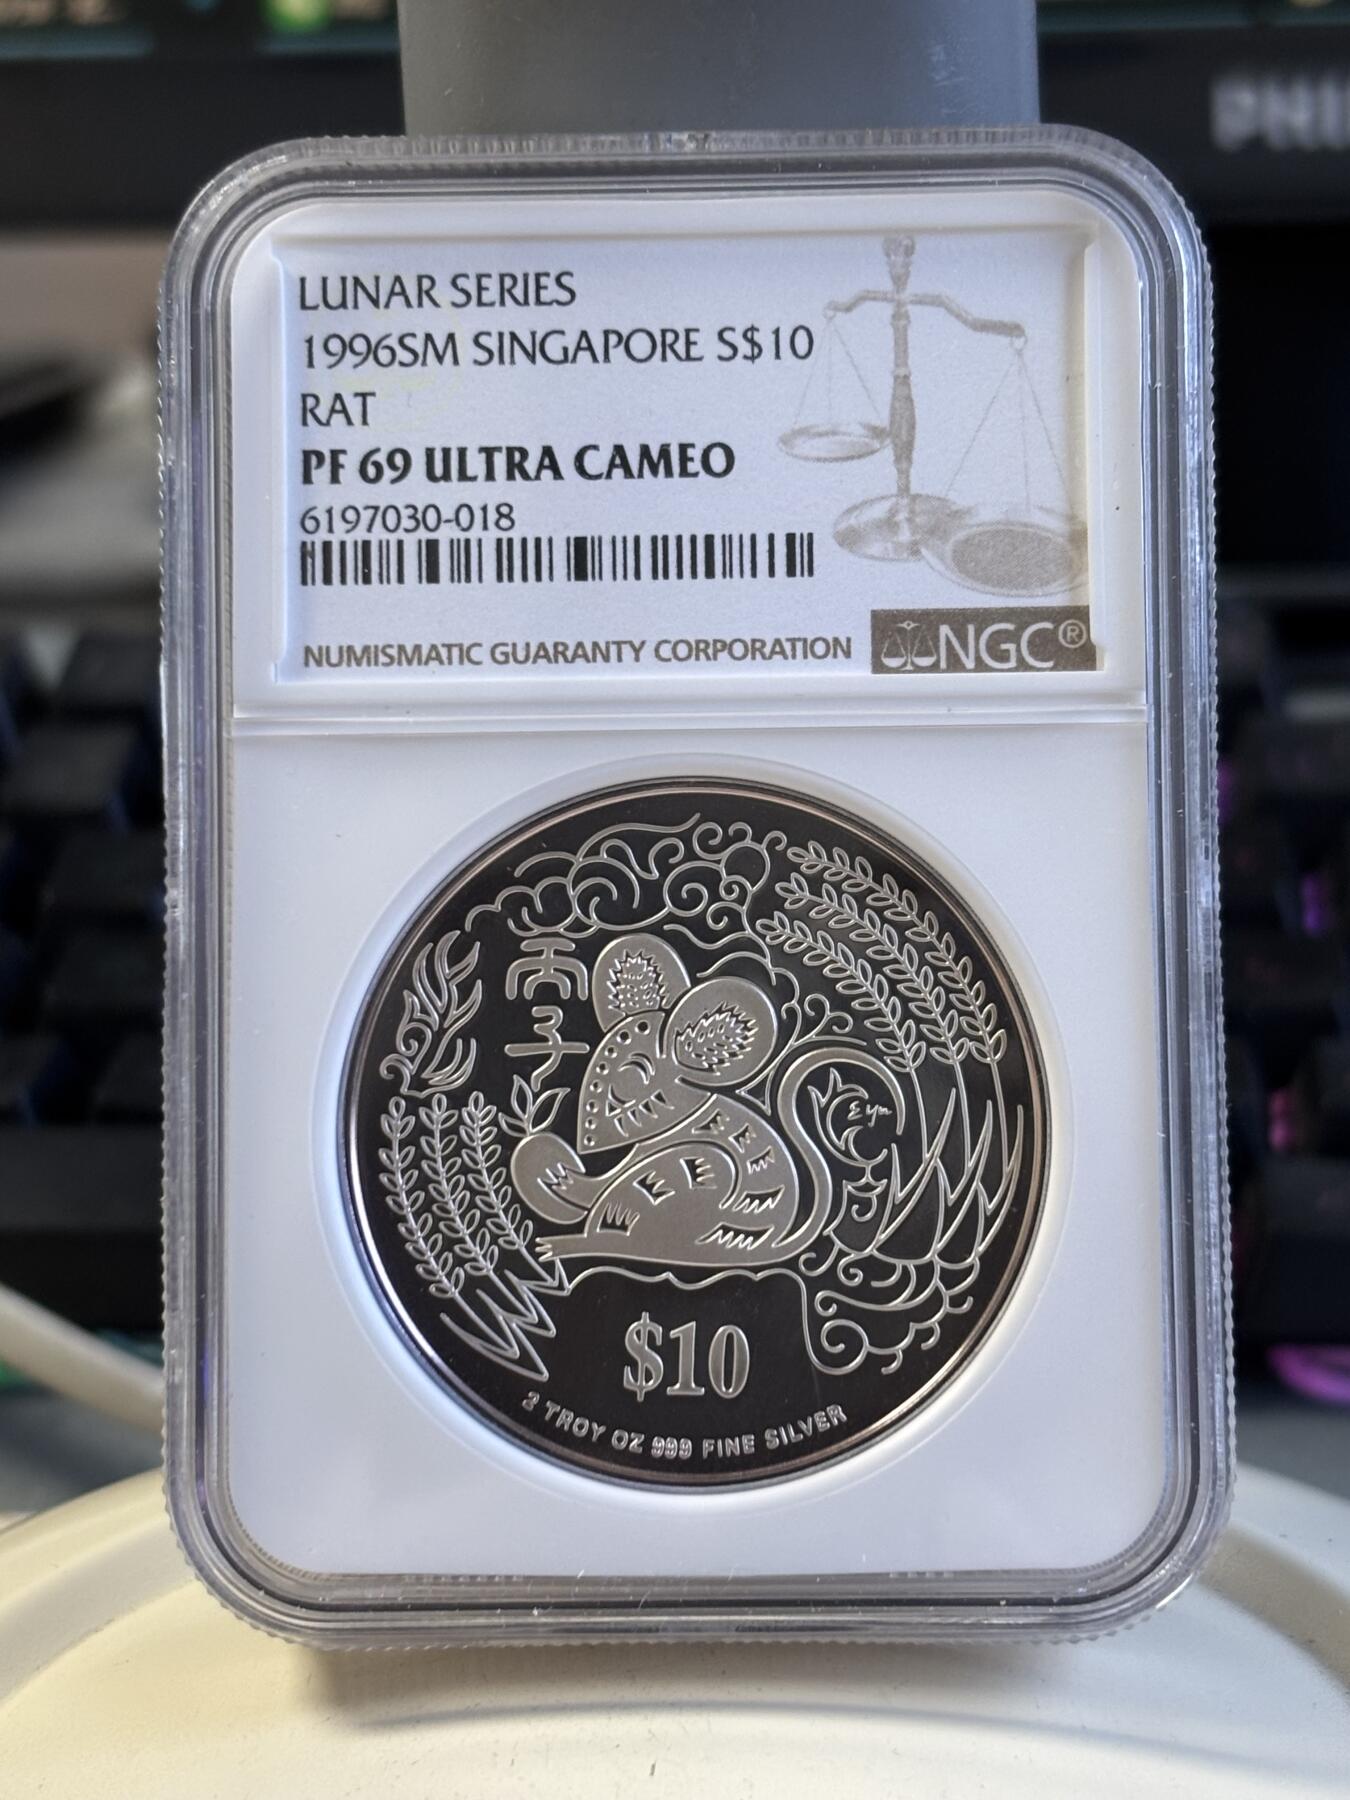 PHI
LUNAR SERIES
1996SM SINGAPORE S$10
RAT
PF 69 ULTRA CAMEO
6197030-018
NUMISMATIC GUARANTY CORPORATION
NGC®
丙子
$10
2 TROY OZ 999 FINE SILVER